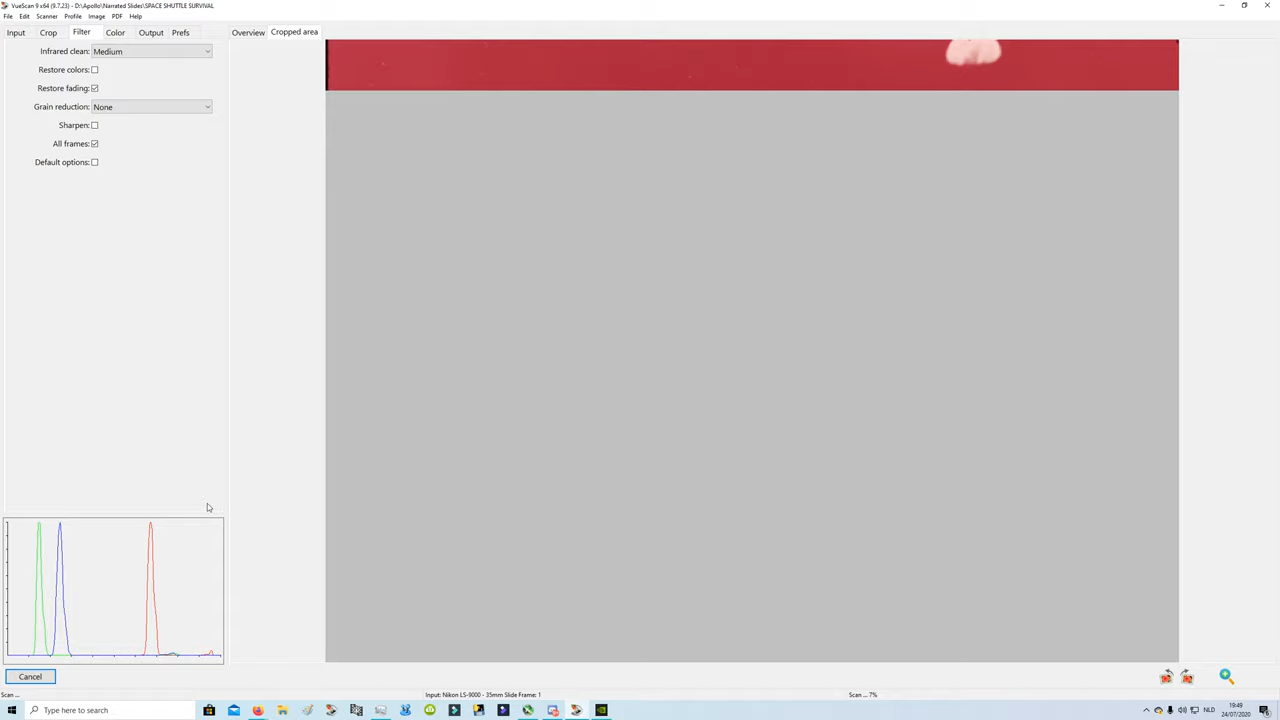 VueScan 9 x64 (9.7.23) - D:\Apollo\Narrated Slides\SPACE SHUTTLE SURVIVAL
File Edit Scanner Profile Image PDF Help
Input Crop Filter Color Output Prefs Overview Cropped area
Infrared clean: Medium
Restore colors:
Restore fading:
Grain reduction: None
Sharpen:
All frames:
Default options:
Cancel
Scan ... Input: Nikon LS-9000 - 35mm Slide Frame: 1 Scan ... 7%
Type here to search
NLD
19:49
24/07/2020